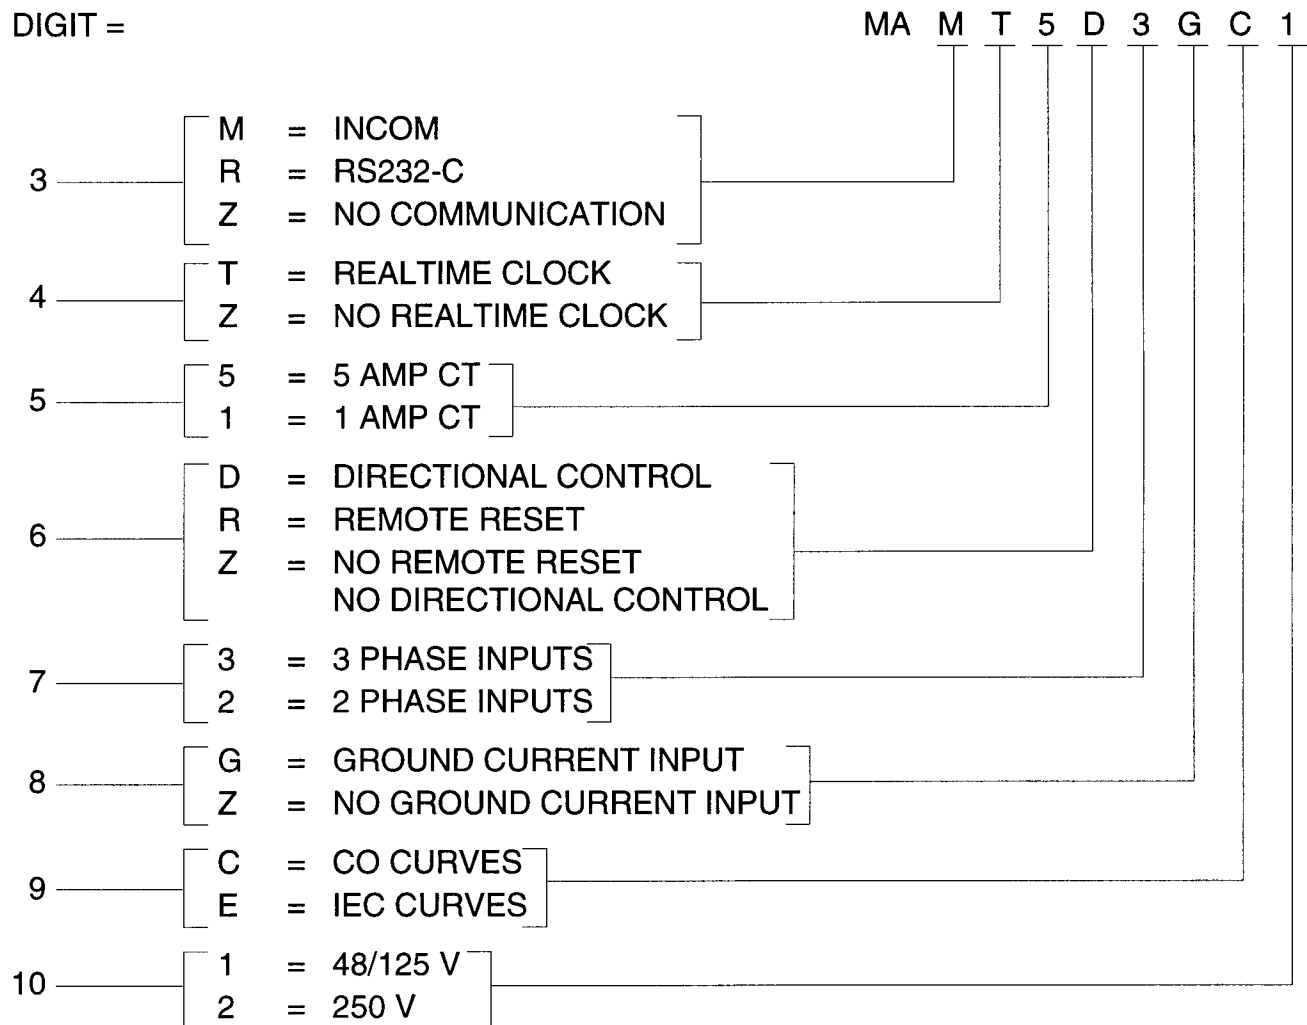 DIGIT = MA M T 5 D 3 G C 1
M = INCOM
3 R = RS232-C
Z = NO COMMUNICATION
T = REALTIME CLOCK
4
Z = NO REALTIME CLOCK
5 = 5 AMP CT
5
1 = 1 AMP CT
D = DIRECTIONAL CONTROL
R = REMOTE RESET
6
Z = NO REMOTE RESET
NO DIRECTIONAL CONTROL
3 = 3 PHASE INPUTS
7
2 = 2 PHASE INPUTS
G = GROUND CURRENT INPUT
8
Z = NO GROUND CURRENT INPUT
C = CO CURVES
9
E = IEC CURVES
1 = 48/125 V
10
2 = 250 V